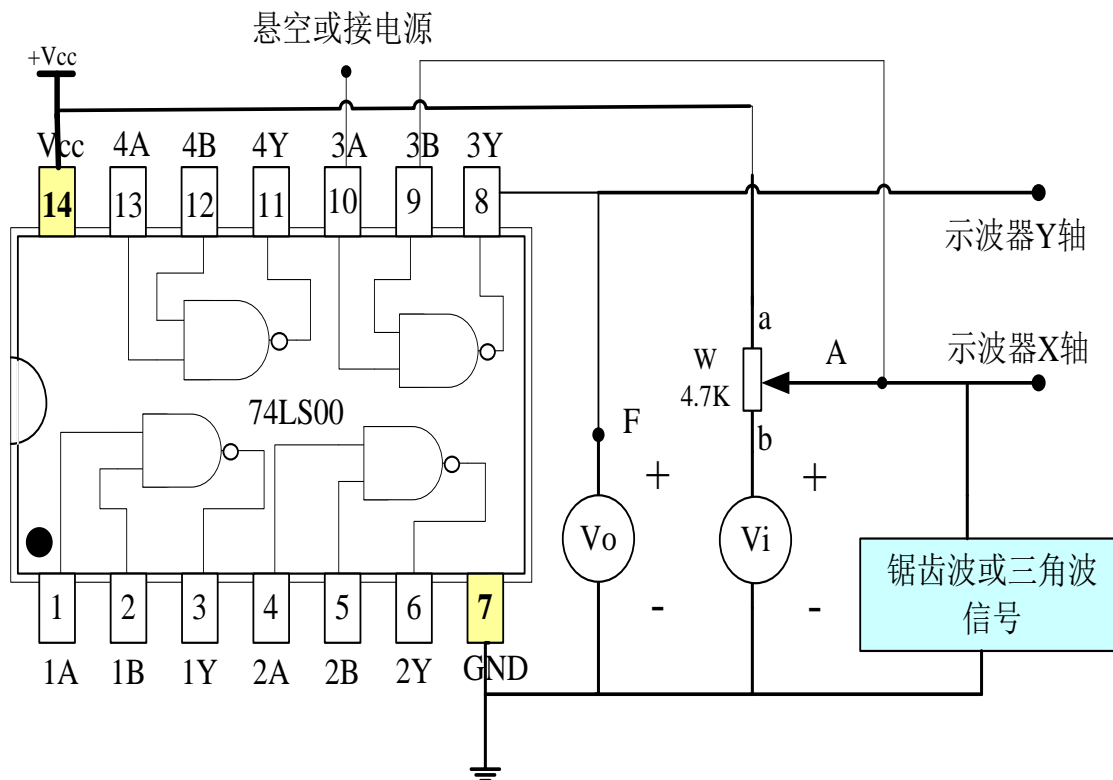 悬空或接电源
+Vcc
Vcc 4A 4B 4Y 3A 3B 3Y
14 13 12 11 10 9 8
示波器Y轴
a
W
4.7K
A
示波器X轴
74LS00
F
b
+ +
Vo
Vi
- -
锯齿波或三角波
信号
1 2 3 4 5 6 7
1A 1B 1Y 2A 2B 2Y GND